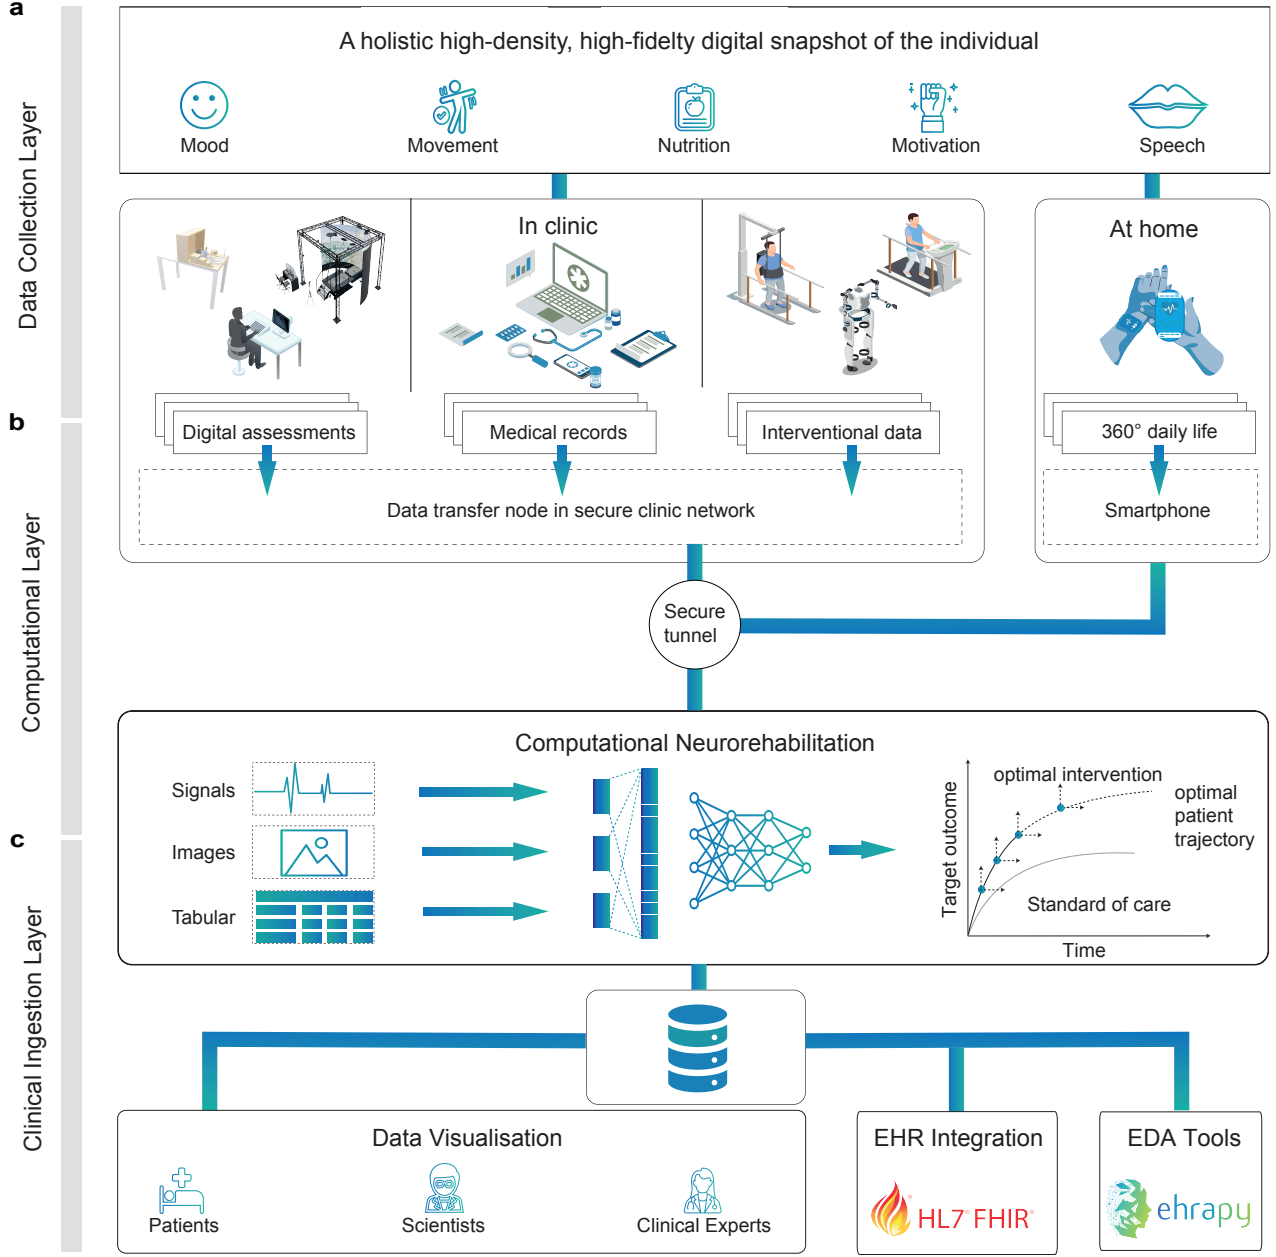 a
Data Collection Layer
A holistic high-density, high-fidelty digital snapshot of the individual
Mood
Movement
Nutrition
Motivation
Speech
In clinic
At home
Digital assessments
Medical records
Interventional data
360° daily life
b
Computational Layer
Data transfer node in secure clinic network
Smartphone
Secure
tunnel
Computational Neurorehabilitation
Signals
Images
Tabular
Target outcome
optimal intervention
optimal
patient
trajectory
Standard of care
Time
c
Clinical Ingestion Layer
Data Visualisation
Patients
Scientists
Clinical Experts
EHR Integration
HL7® FHIR®
EDA Tools
ehrapy